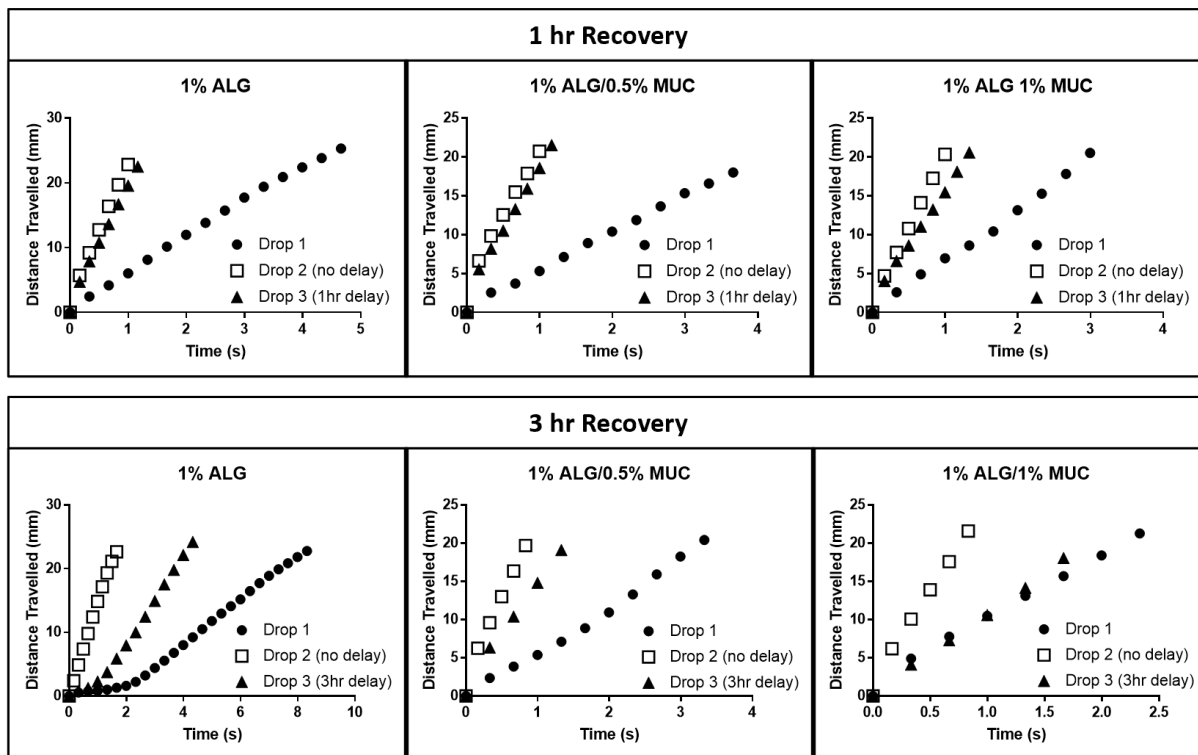 1 hr Recovery
1% ALG
Distance Travelled (mm)
30
20
10
0
0 1 2 3 4 5
Time (s)
Drop 1
Drop 2 (no delay)
Drop 3 (1hr delay)
1% ALG/0.5% MUC
Distance Travelled (mm)
25
20
15
10
5
0
0 1 2 3 4
Time (s)
Drop 1
Drop 2 (no delay)
Drop 3 (1hr delay)
1% ALG 1% MUC
Distance Travelled (mm)
25
20
15
10
5
0
0 1 2 3 4
Time (s)
Drop 1
Drop 2 (no delay)
Drop 3 (1hr delay)
3 hr Recovery
1% ALG
Distance Travelled (mm)
30
20
10
0
0 2 4 6 8 10
Time (s)
Drop 1
Drop 2 (no delay)
Drop 3 (3hr delay)
1% ALG/0.5% MUC
Distance Travelled (mm)
25
20
15
10
5
0
0 1 2 3 4
Time (s)
Drop 1
Drop 2 (no delay)
Drop 3 (3hr delay)
1% ALG/1% MUC
Distance Travelled (mm)
25
20
15
10
5
0
0.0 0.5 1.0 1.5 2.0 2.5
Time (s)
Drop 1
Drop 2 (no delay)
Drop 3 (3hr delay)